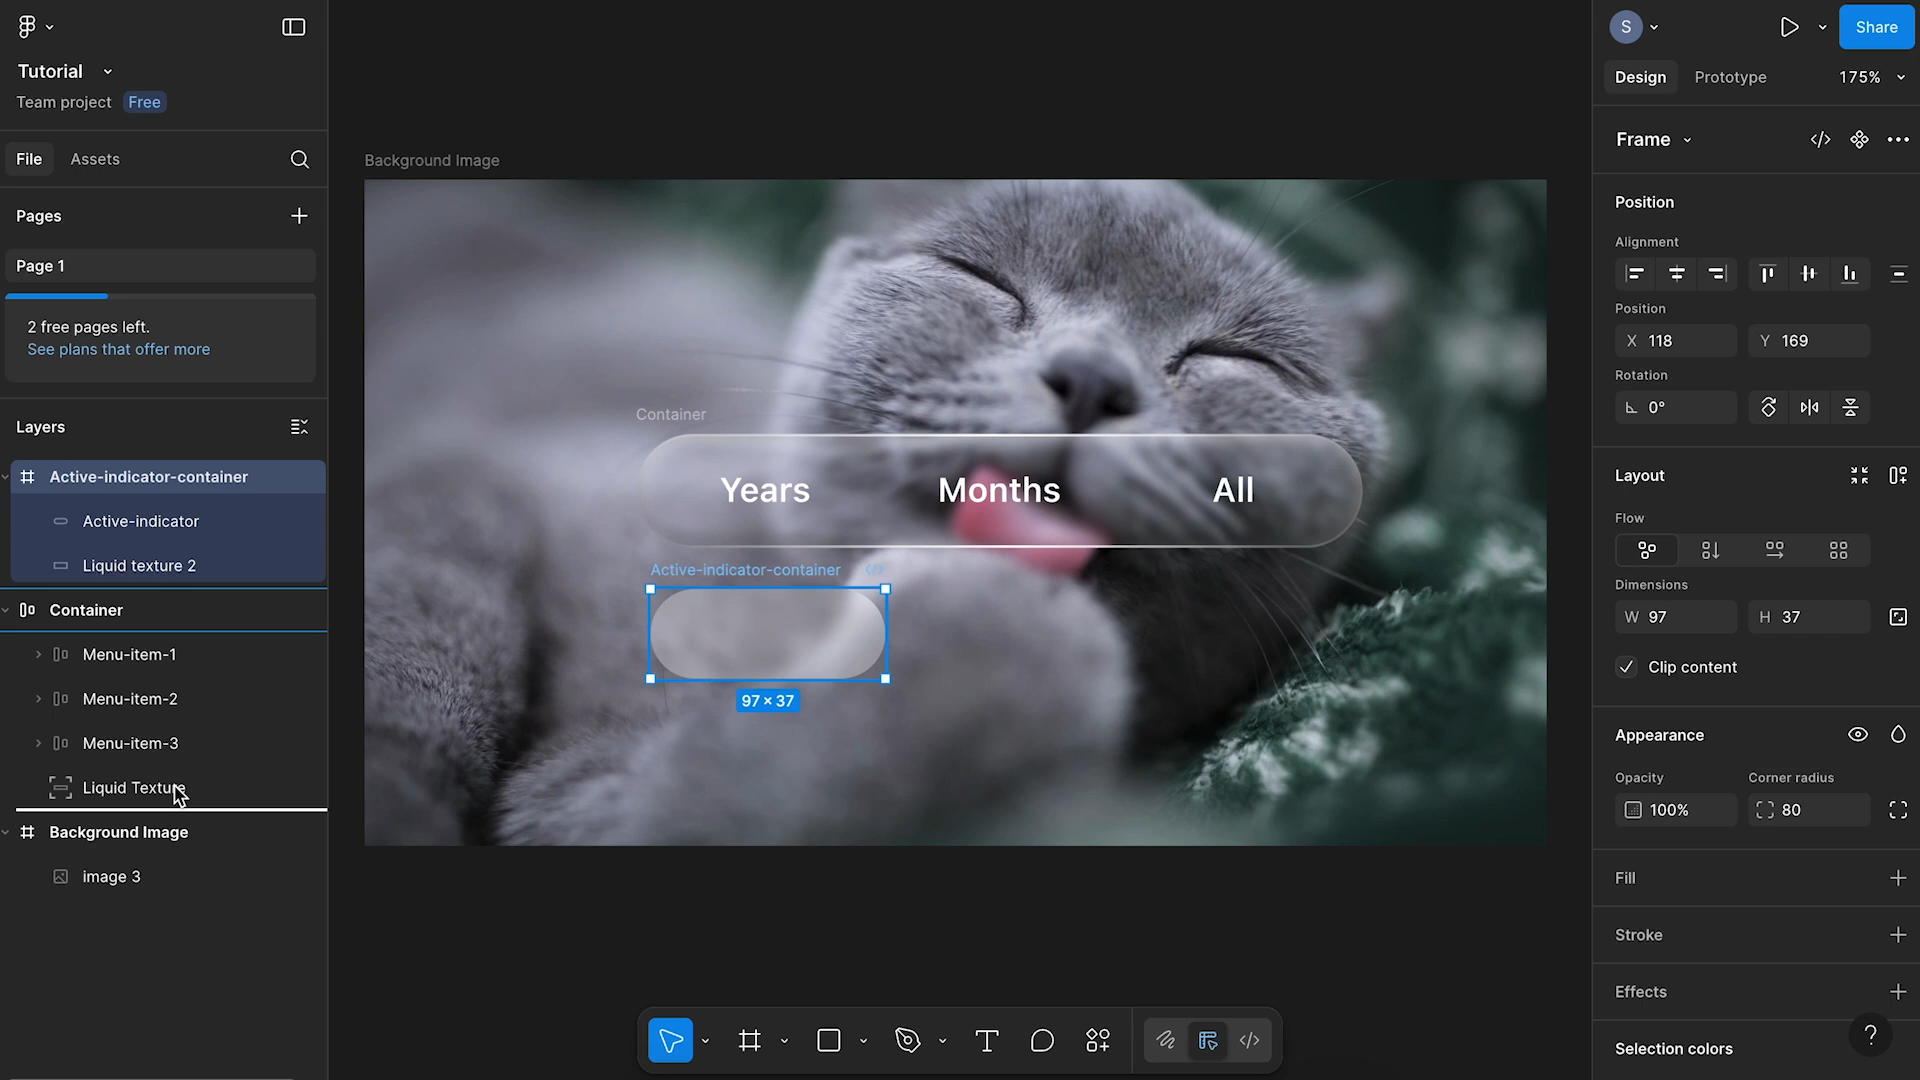 Tutorial
Team project Free
File Assets
Pages
Page 1
2 free pages left.
See plans that offer more
Layers
Active-indicator-container
Active-indicator
Liquid texture 2
Container
Menu-item-1
Menu-item-2
Menu-item-3
Liquid Texture
Background Image
image 3
Background Image
Container
Years Months All
Active-indicator-container
97 × 37
S Share
Design Prototype 175%
Frame
Position
Alignment
Position
X 118 Y 169
Rotation
0°
Layout
Flow
Dimensions
W 97 H 37
Clip content
Appearance
Opacity Corner radius
100% 80
Fill
Stroke
Effects
?
Selection colors